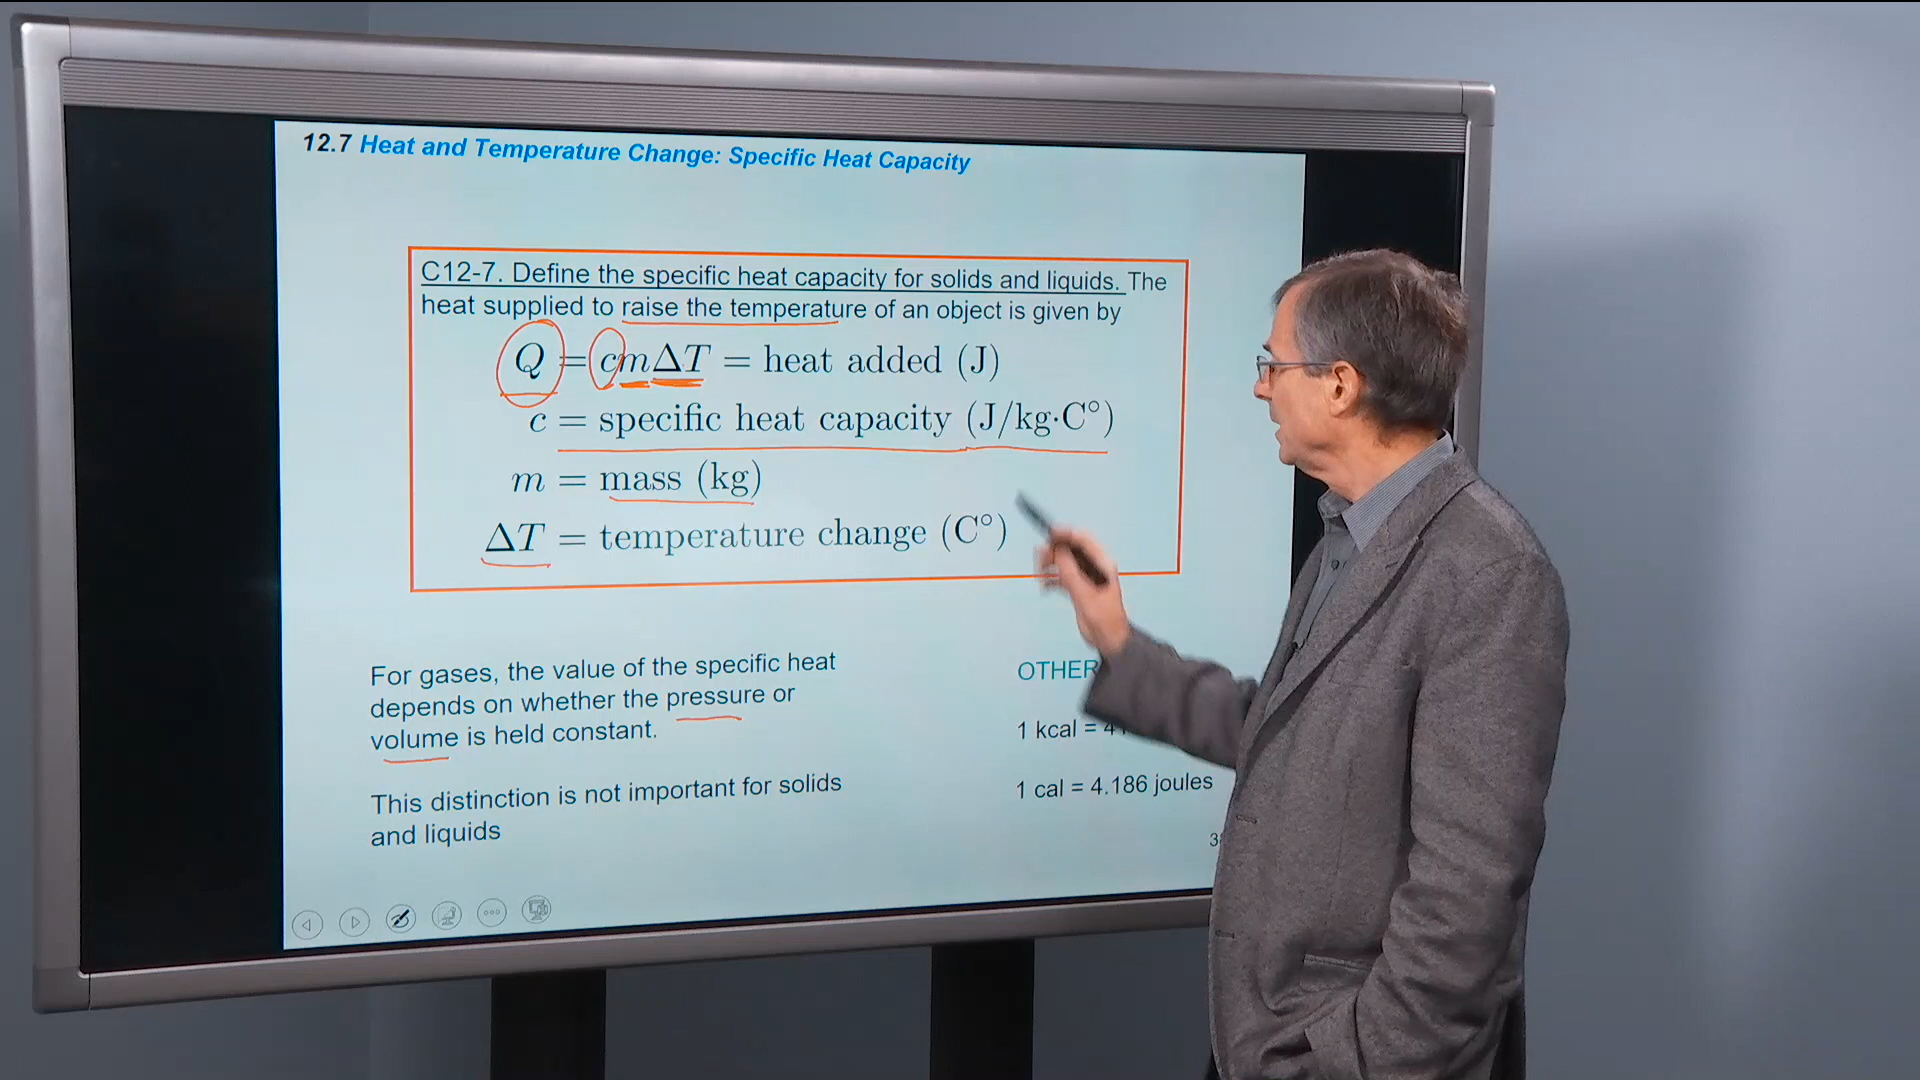 12.7 Heat and Temperature Change: Specific Heat Capacity
C12-7. Define the specific heat capacity for solids and liquids. The
heat supplied to raise the temperature of an object is given by
Q = cmΔT = heat added (J)
c = specific heat capacity (J/kg·C°)
m = mass (kg)
ΔT = temperature change (C°)
For gases, the value of the specific heat
depends on whether the pressure or
volume is held constant.
This distinction is not important for solids
and liquids
OTHER
1 kcal =
1 cal = 4.186 joules